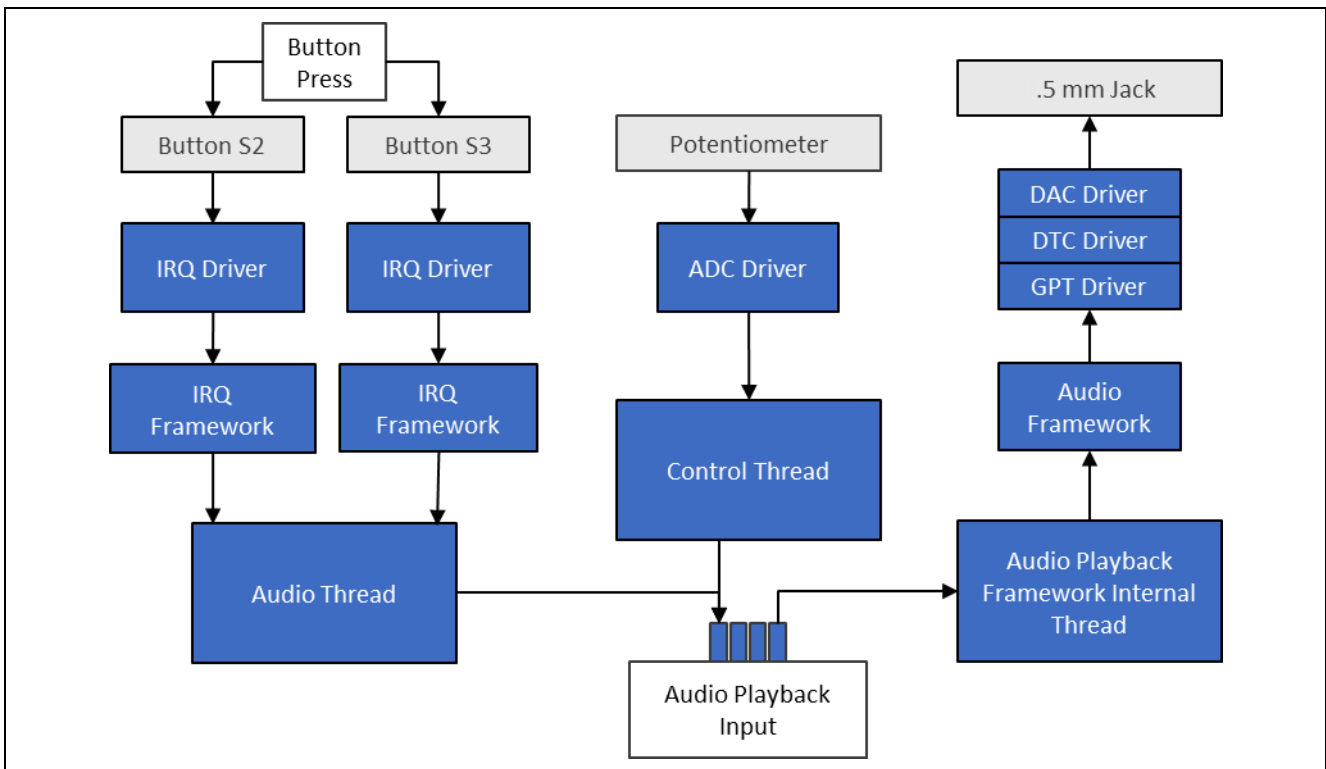 Button
Press
Button S2
Button S3
Potentiometer
.5 mm Jack
IRQ Driver
IRQ Driver
ADC Driver
DAC Driver
DTC Driver
GPT Driver
IRQ
Framework
IRQ
Framework
Audio
Framework
Control Thread
Audio Thread
Audio Playback
Framework Internal
Thread
Audio Playback
Input